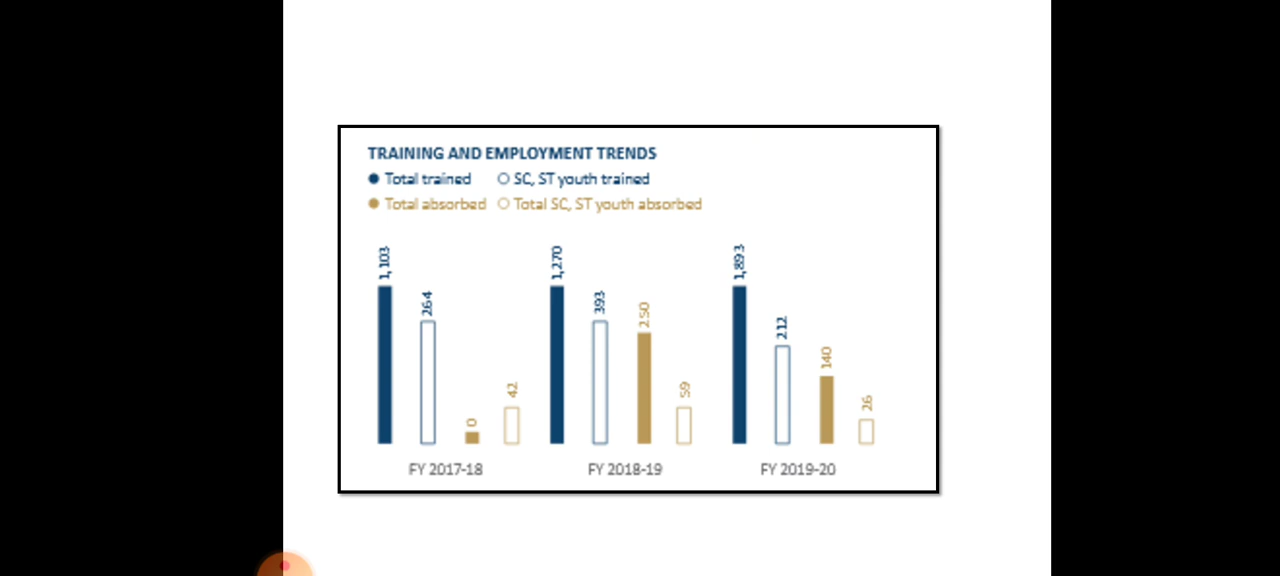 TRAINING AND EMPLOYMENT TRENDS
Total trained SC, ST youth trained
Total absorbed Total SC, ST youth absorbed
1,103 264 0 42
1,270 393 250 59
1,893 212 140 26
FY 2017-18 FY 2018-19 FY 2019-20